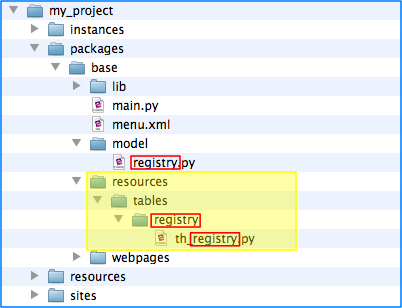 my_project
instances
packages
base
lib
main.py
menu.xml
model
registry.py
resources
tables
registry
th_registry.py
webpages
resources
sites